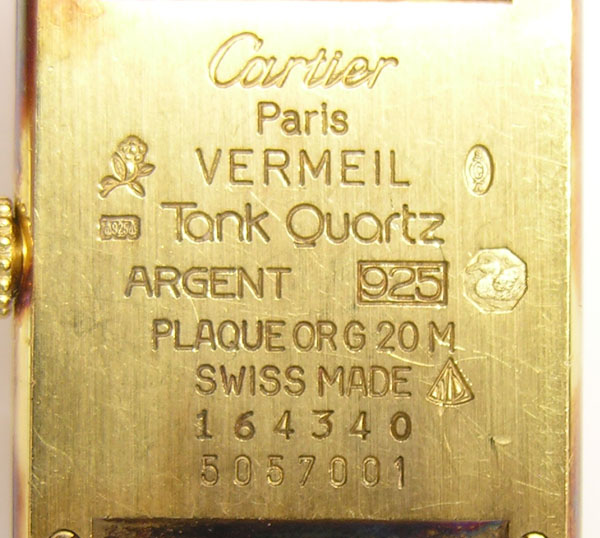 Cartier
Paris
VERMEIL
Tank Quartz
ARGENT 925
PLAQUE OR G 20 M
SWISS MADE
164340
5057001